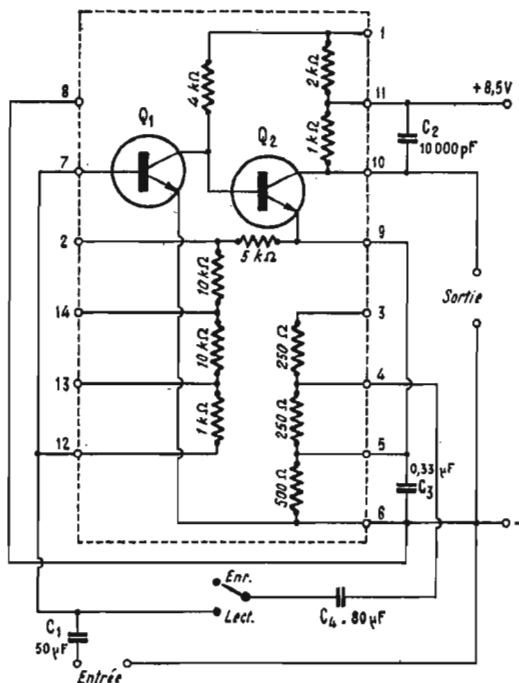 1
2 kΩ
4 kΩ
8
11
+8,5V
Q1
Q2
1 kΩ
C2
10 000 pF
7
10
2
5 kΩ
9
10 kΩ
Sortie
14
3
250 Ω
10 kΩ
13
4
250 Ω
1 kΩ
12
5
0,33 µF
500 Ω
C3
6
-
Enr.
Lect.
C4 . 80 µF
C1
50 µF
Entrée